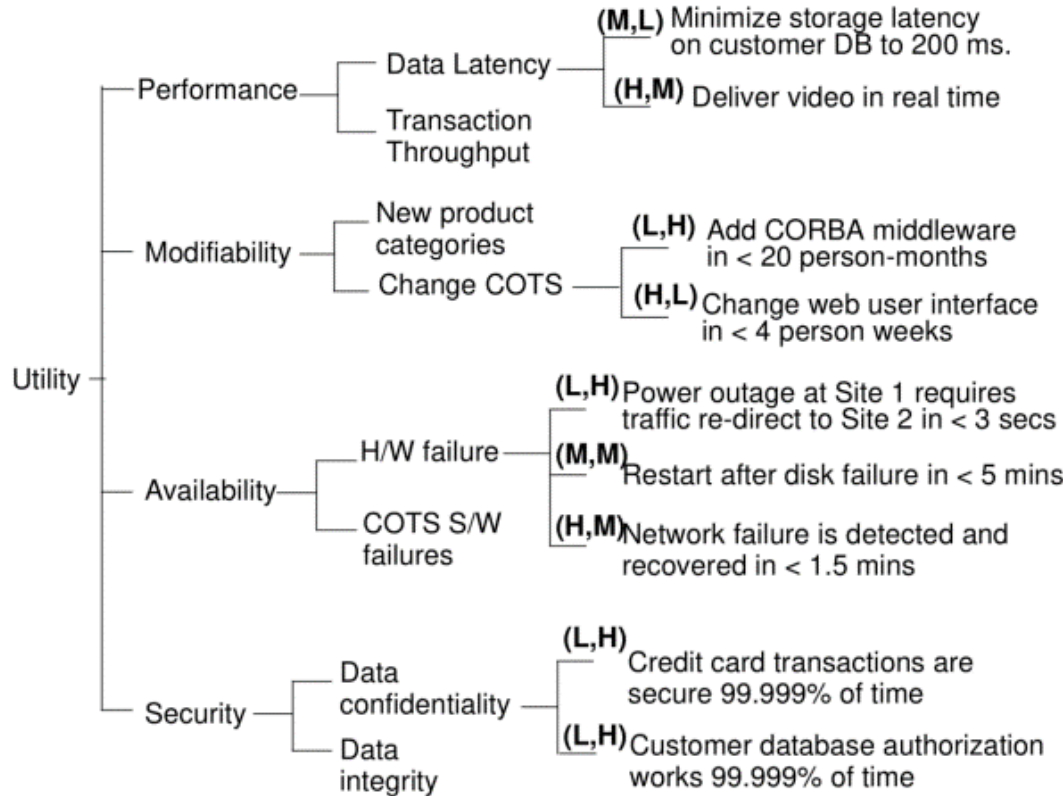 (M,L) Minimize storage latency
on customer DB to 200 ms.
Performance
Data Latency
(H,M) Deliver video in real time
Transaction
Throughput
New product
categories
Modifiability
(L,H) Add CORBA middleware
in < 20 person-months
Change COTS
(H,L) Change web user interface
in < 4 person weeks
Utility
(L,H) Power outage at Site 1 requires
traffic re-direct to Site 2 in < 3 secs
H/W failure
(M,M) Restart after disk failure in < 5 mins
Availability
COTS S/W
failures
(H,M) Network failure is detected and
recovered in < 1.5 mins
(L,H) Credit card transactions are
secure 99.999% of time
Data
confidentiality
Security
(L,H) Customer database authorization
works 99.999% of time
Data
integrity